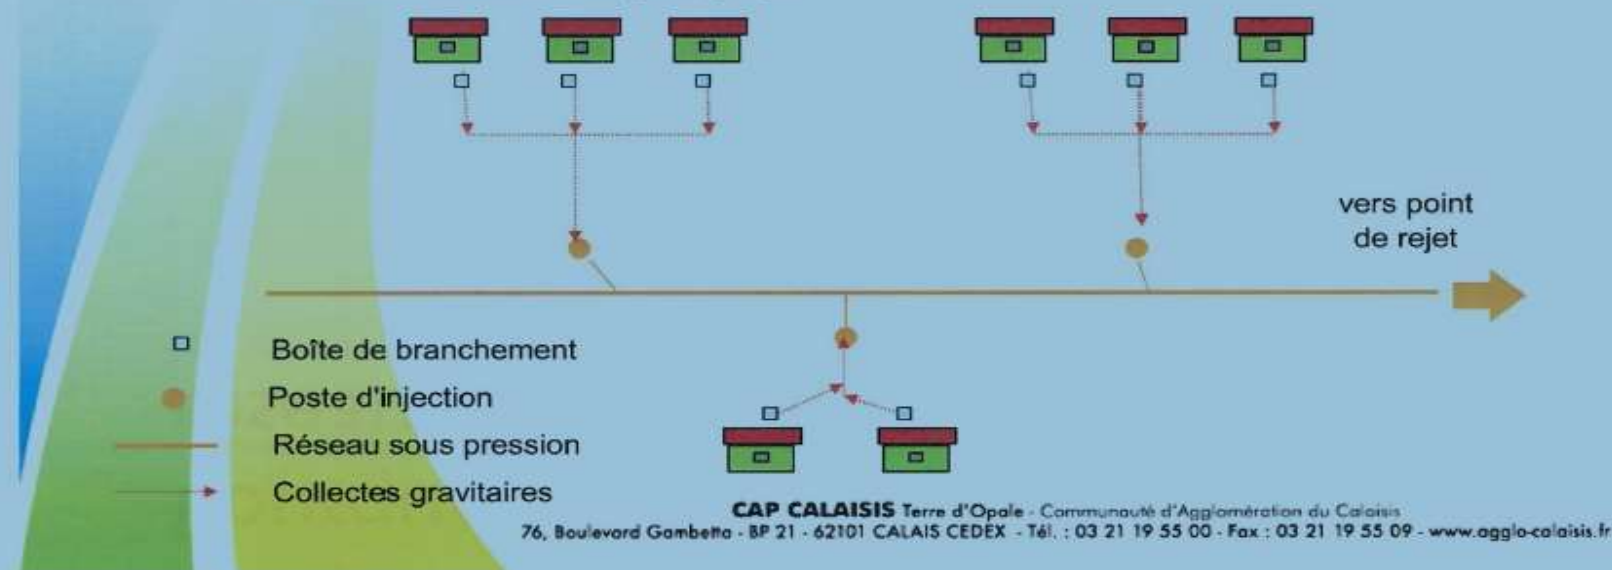 vers point
de rejet
Boîte de branchement
Poste d'injection
Réseau sous pression
Collectes gravitaires
CAP CALAISIS Terre d'Opale - Communauté d'Agglomération du Calaisis
76, Boulevard Gambetta - BP 21 - 62101 CALAIS CEDEX - Tél. : 03 21 19 55 00 - Fax : 03 21 19 55 09 - www.agglo-calaisis.fr